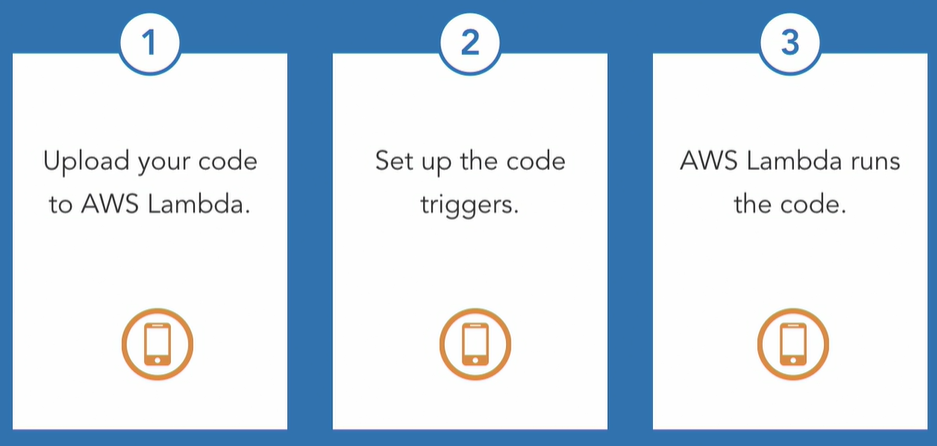 1
Upload your code
to AWS Lambda.
2
Set up the code
triggers.
3
AWS Lambda runs
the code.